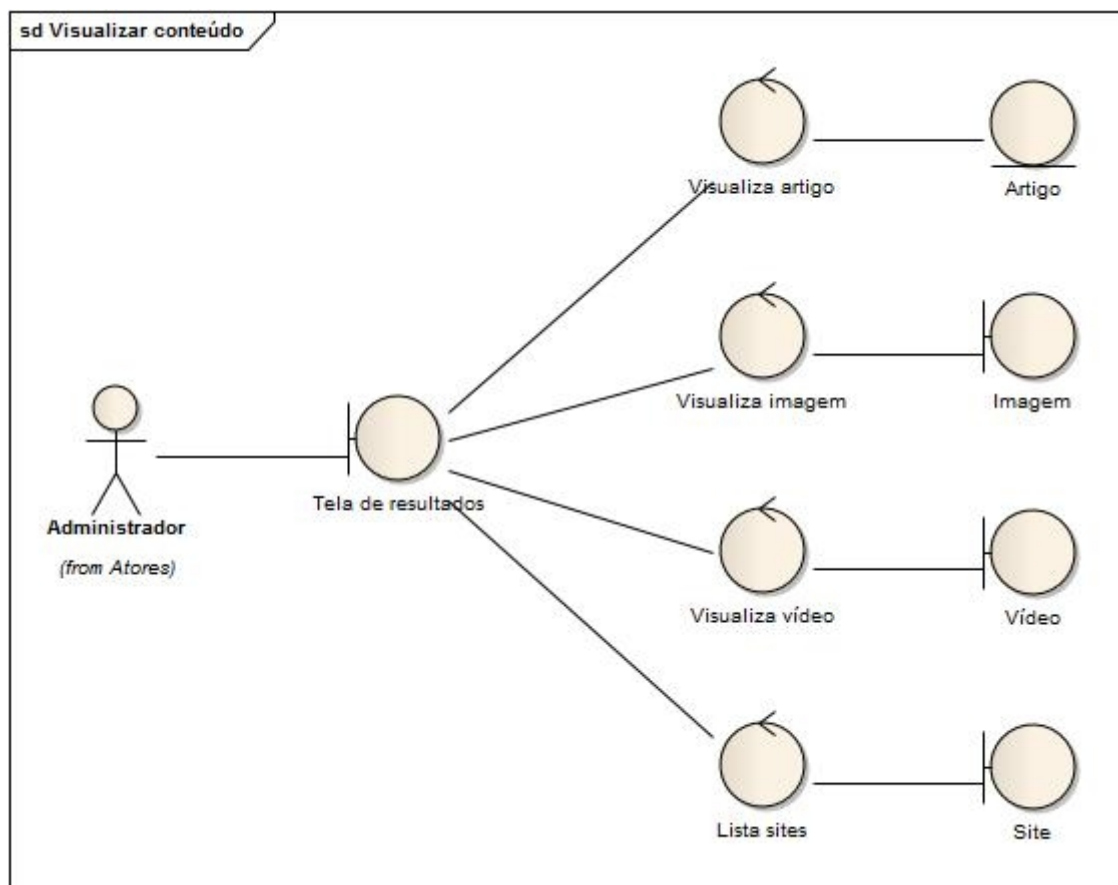 sd Visualizar conteúdo
Visualiza artigo
Artigo
Visualiza imagem
Imagem
Administrador
(from Atores)
Tela de resultados
Visualiza vídeo
Vídeo
Lista sites
Site